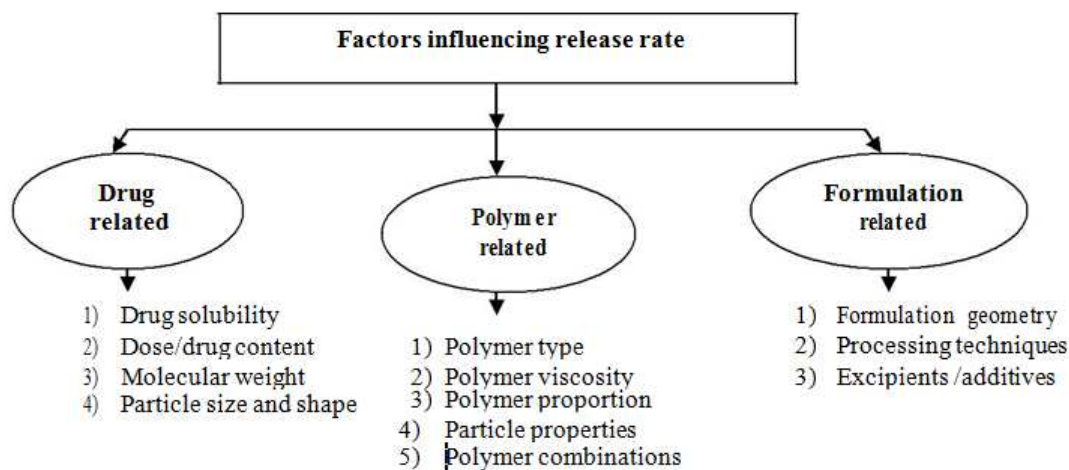 Factors influencing release rate
Drug
related
Polymer
related
Formulation
related
1) Drug solubility
2) Dose/drug content
3) Molecular weight
4) Particle size and shape
1) Polymer type
2) Polymer viscosity
3) Polymer proportion
4) Particle properties
5) Polymer combinations
1) Formulation geometry
2) Processing techniques
3) Excipients /additives